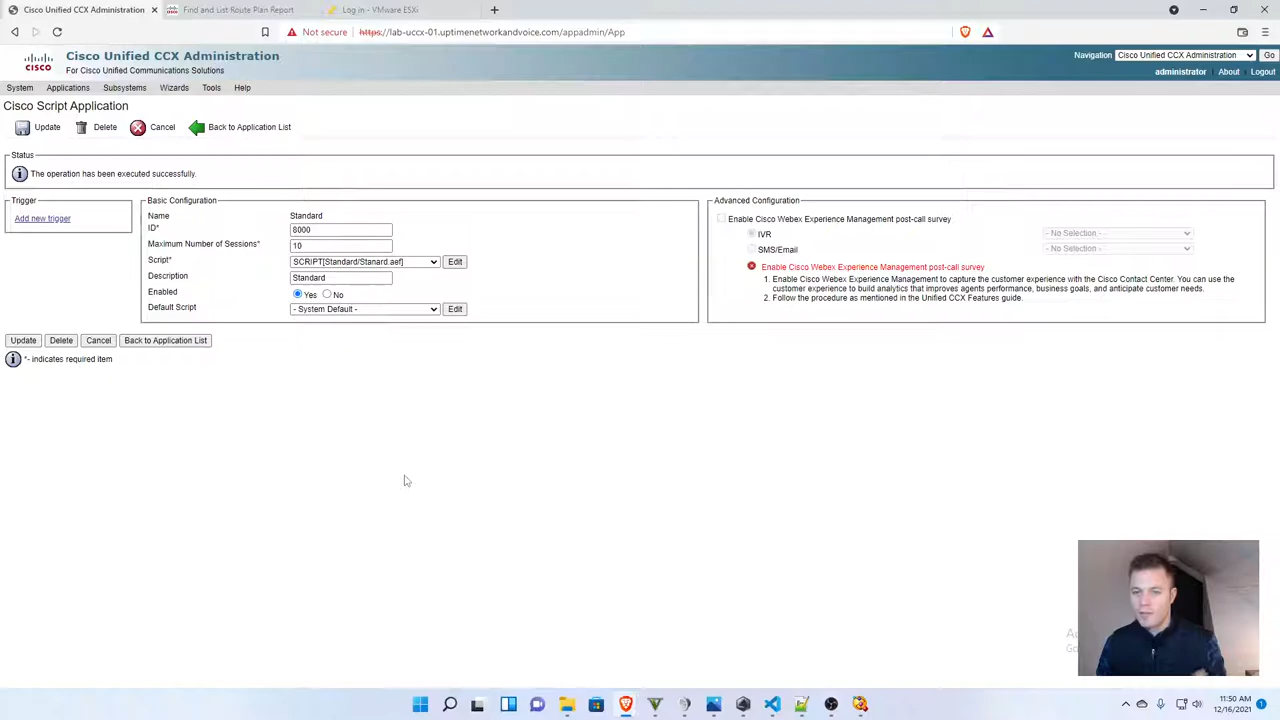 Cisco Unified CCX Administration
Find and List Route Plan Report
Log in - VMware ESXi
Not secure
https://lab-uccx-01.uptimenetworkandvoice.com/appadmin/App
cisco
Cisco Unified CCX Administration
For Cisco Unified Communications Solutions
Navigation Cisco Unified CCX Administration Go
administrator | About | Logout
System Applications Subsystems Wizards Tools Help
Cisco Script Application
Update Delete Cancel Back to Application List
Status
The operation has been executed successfully.
Trigger
Add new trigger
Basic Configuration
Name Standard
ID* 8000
Maximum Number of Sessions* 10
Script* SCRIPT[Standard/Stanard.aef] Edit
Description Standard
Enabled Yes No
Default Script - System Default - Edit
Advanced Configuration
Enable Cisco Webex Experience Management post-call survey
IVR - No Selection -
SMS/Email - No Selection -
Enable Cisco Webex Experience Management post-call survey
1. Enable Cisco Webex Experience Management to capture the customer experience with the Cisco Contact Center. You can use the
customer experience to build analytics that improves agents performance, business goals, and anticipate customer needs.
2. Follow the procedure as mentioned in the Unified CCX Features guide.
Update Delete Cancel Back to Application List
*- indicates required item
11:50 AM
12/16/2021